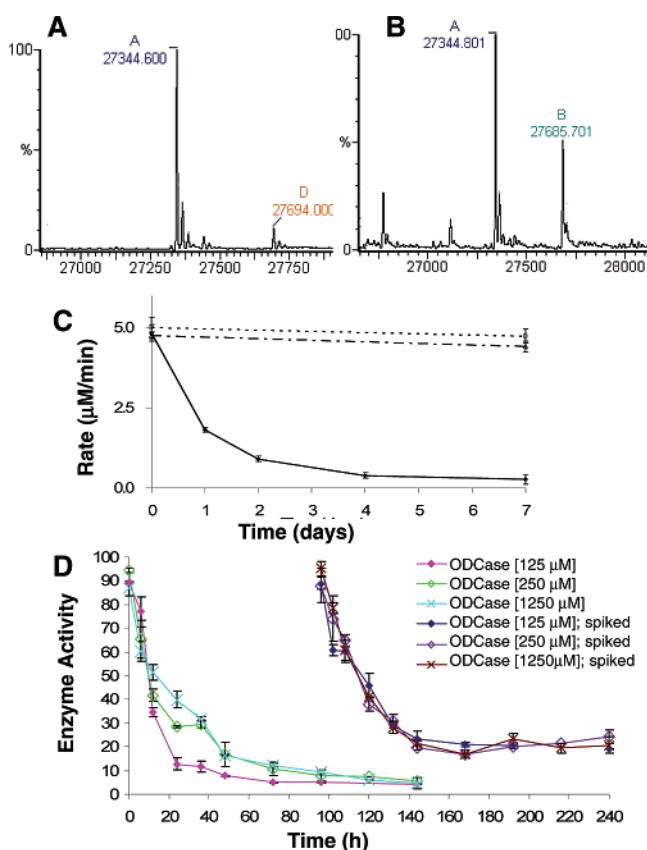 A
A
27344.600
100
%
0
D
27694.000
27000
27250
27500
27750
B
A
27344.801
00
%
00
B
27685.701
27000
27500
28000
C
Rate (μM/min)
5.0
2.5
0.0
0 1 2 3 4 5 6 7
Time (days)
D
Enzyme Activity
100
90
80
70
60
50
40
30
20
10
0
0 20 40 60 80 100 120 140 160 180 200 220 240
Time (h)
ODCase [125 μM]
ODCase [250 μM]
ODCase [1250 μM]
ODCase [125 μM]; spiked
ODCase [250 μM]; spiked
ODCase [1250μM]; spiked